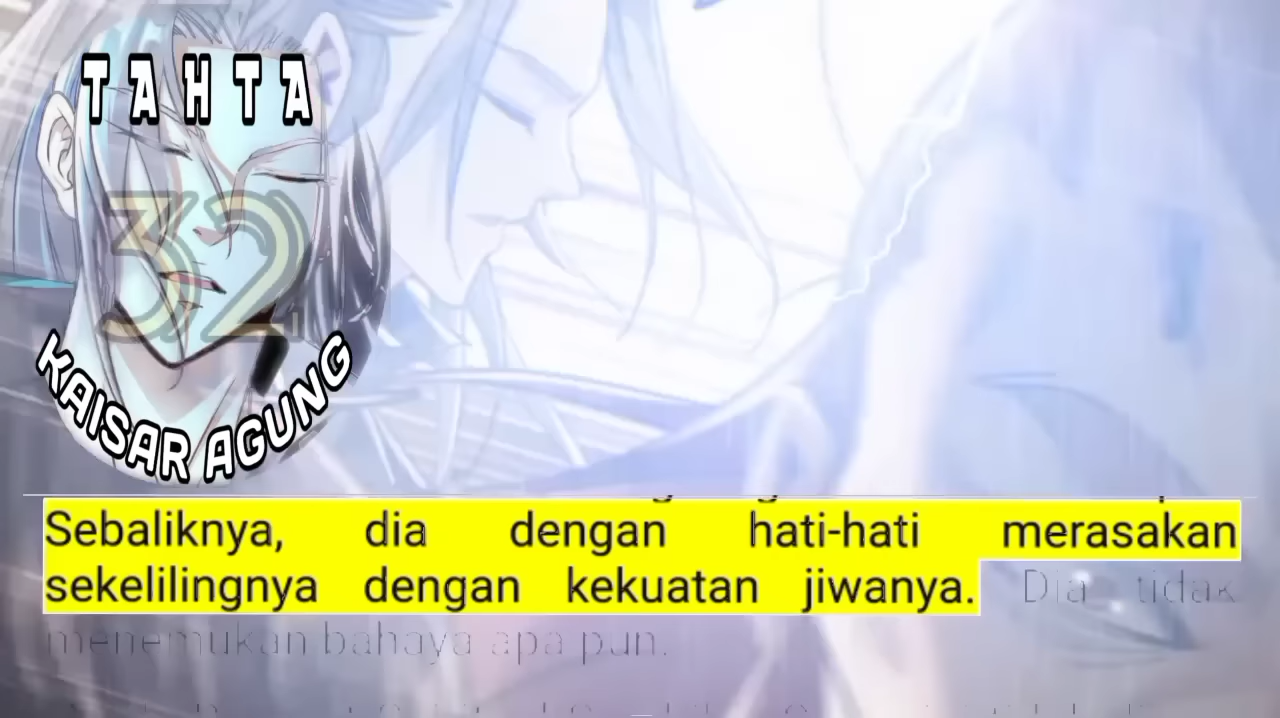 TAHTA
32
KAISAR AGUNG
Sebaliknya, dia dengan hati-hati merasakan
sekelilingnya dengan kekuatan jiwanya. Dia tidak
menemukan bahaya apa pun.